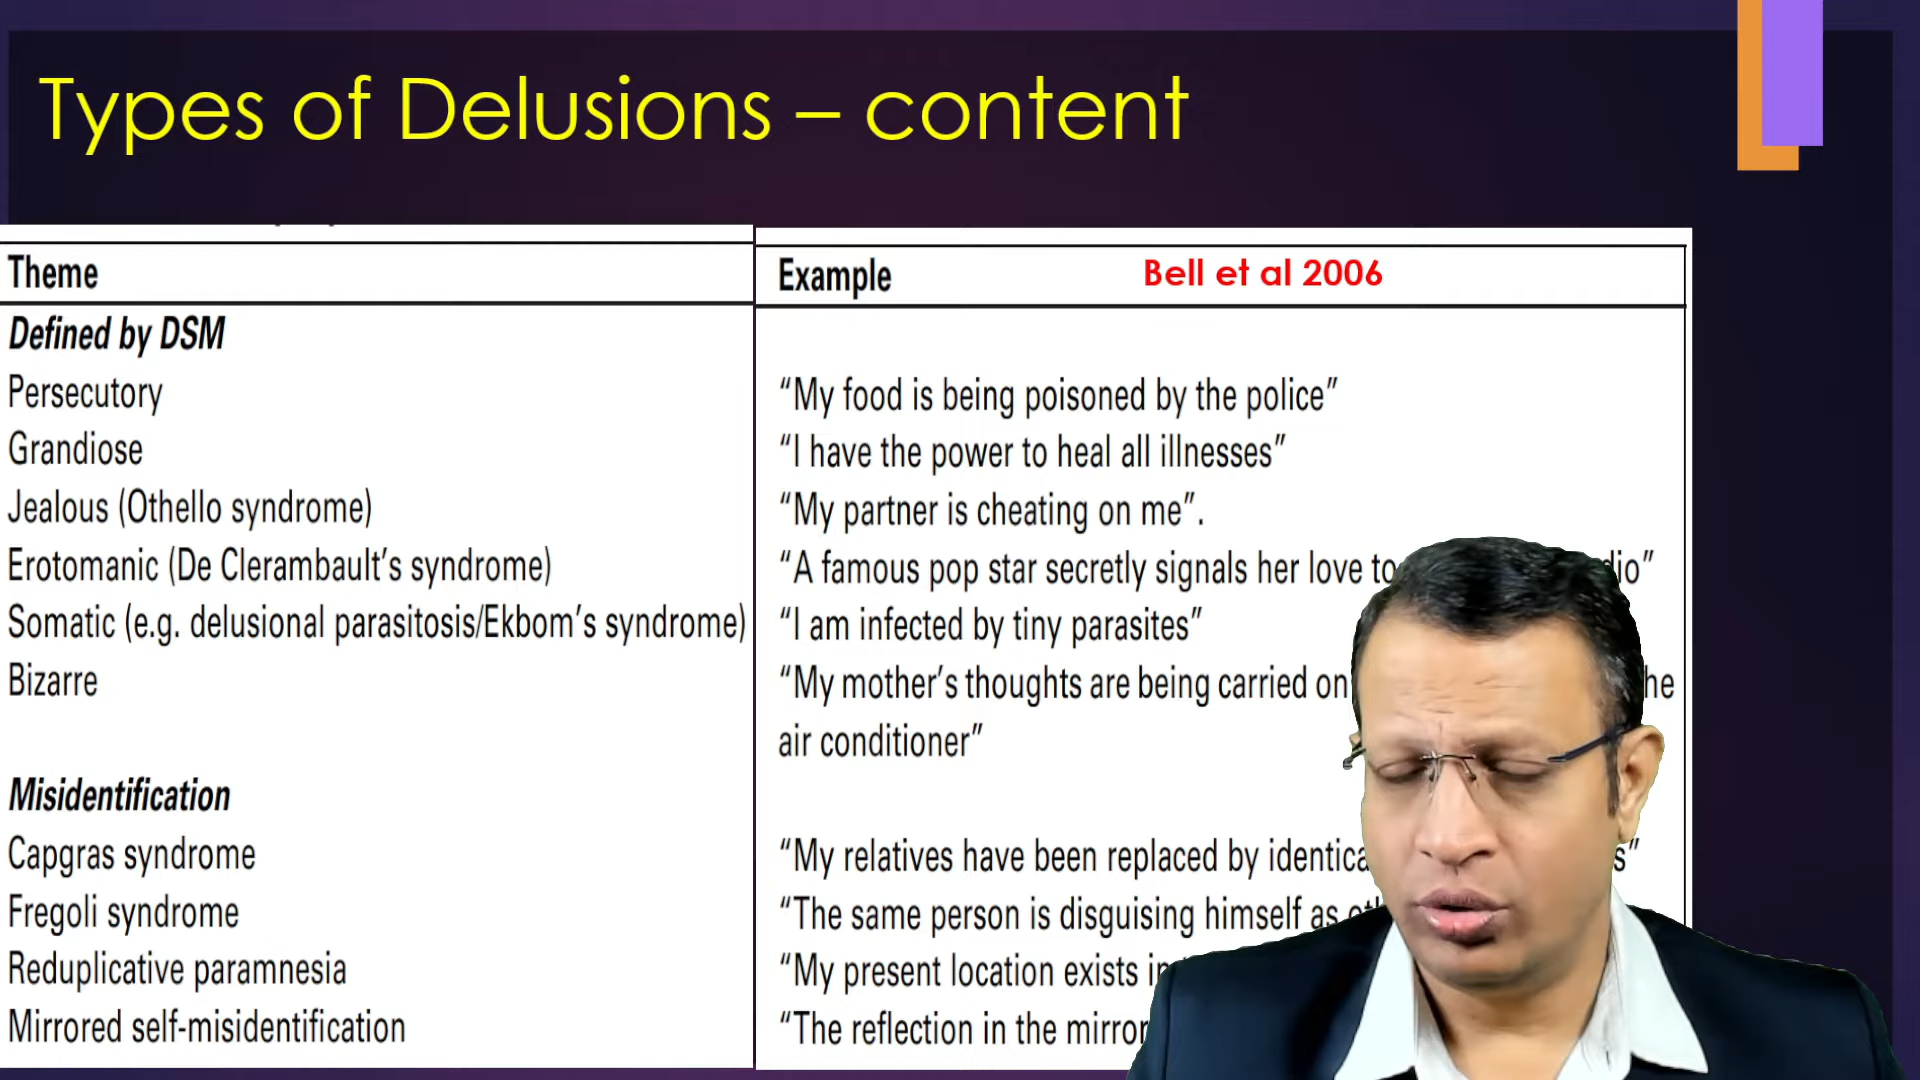 Types of Delusions – content
Theme
Example
Bell et al 2006
Defined by DSM
Persecutory
“My food is being poisoned by the police”
Grandiose
“I have the power to heal all illnesses”
Jealous (Othello syndrome)
“My partner is cheating on me”.
Erotomanic (De Clerambault’s syndrome)
“A famous pop star secretly signals her love to
Somatic (e.g. delusional parasitosis/Ekbom’s syndrome)
“I am infected by tiny parasites”
Bizarre
“My mother’s thoughts are being carried on
air conditioner”
Misidentification
Capgras syndrome
“My relatives have been replaced by
Fregoli syndrome
“The same person is disguising himself as
Reduplicative paramnesia
“My present location exists
Mirrored self-misidentification
“The reflection in the mirror